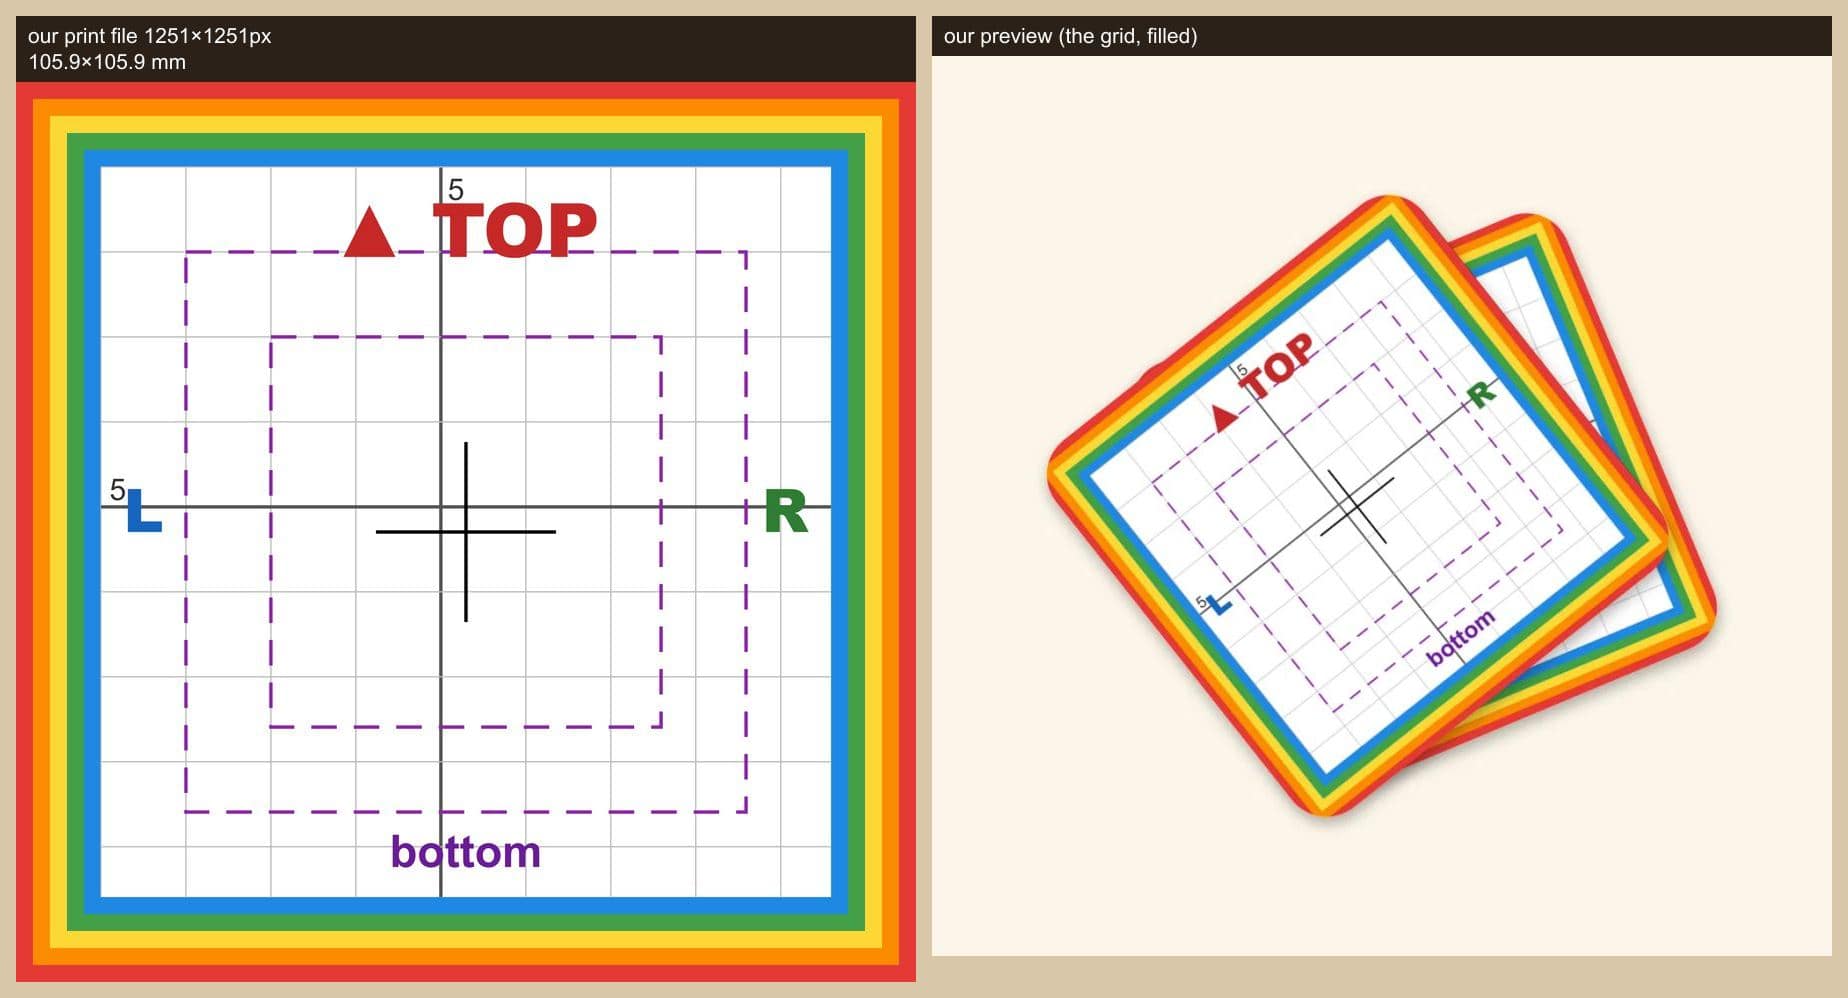 our print file 1251×1251px
105.9×105.9 mm
5
TOP
5
L
R
bottom
our preview (the grid, filled)
5
TOP
R
5
L
bottom